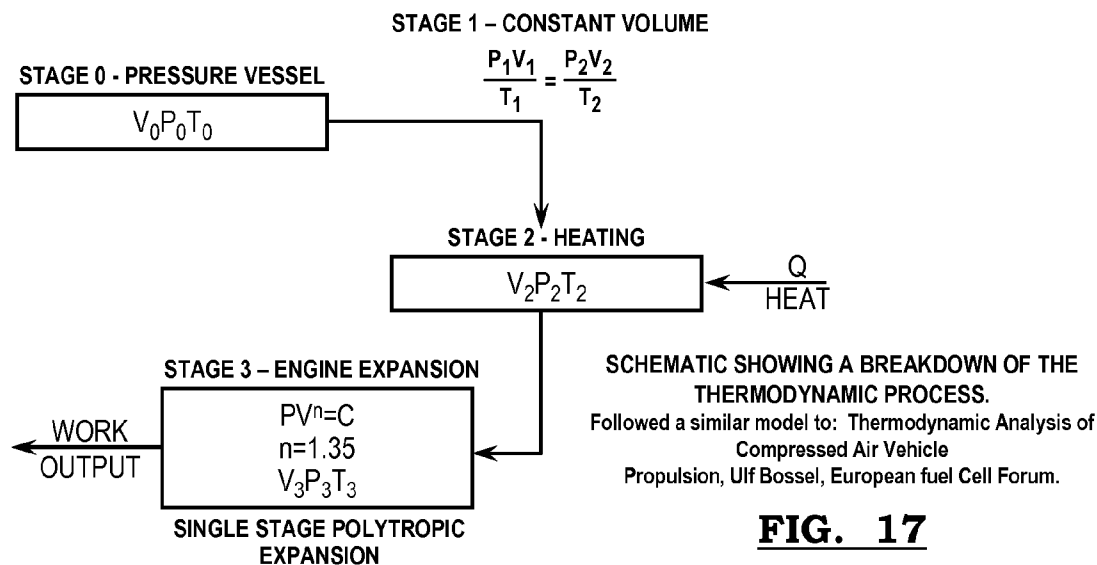 STAGE 1 – CONSTANT VOLUME
P₁V₁ / T₁ = P₂V₂ / T₂
STAGE 0 - PRESSURE VESSEL
V₀P₀T₀
STAGE 2 - HEATING
V₂P₂T₂
Q
HEAT
STAGE 3 – ENGINE EXPANSION
PVⁿ=C
n=1.35
V₃P₃T₃
WORK
OUTPUT
SINGLE STAGE POLYTROPIC
EXPANSION
SCHEMATIC SHOWING A BREAKDOWN OF THE
THERMODYNAMIC PROCESS.
Followed a similar model to: Thermodynamic Analysis of
Compressed Air Vehicle
Propulsion, Ulf Bossel, European fuel Cell Forum.
FIG. 17